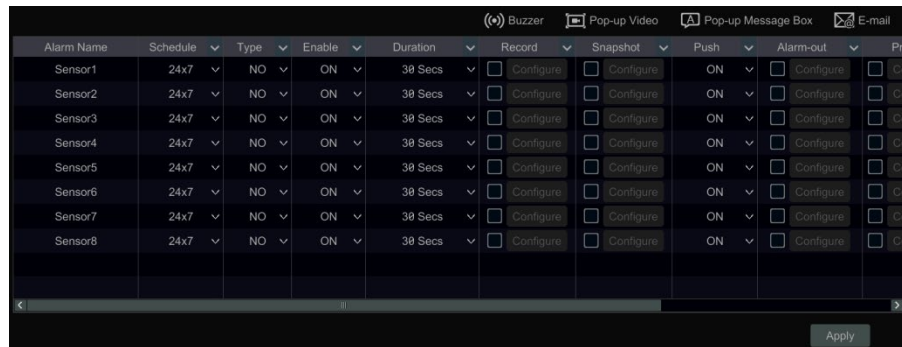 Buzzer Pop-up Video Pop-up Message Box E-mail
Alarm Name Schedule Type Enable Duration Record Snapshot Push Alarm-out Pr
Sensor1 24x7 NO ON 30 Secs Configure Configure ON Configure C
Sensor2 24x7 NO ON 30 Secs Configure Configure ON Configure C
Sensor3 24x7 NO ON 30 Secs Configure Configure ON Configure C
Sensor4 24x7 NO ON 30 Secs Configure Configure ON Configure C
Sensor5 24x7 NO ON 30 Secs Configure Configure ON Configure C
Sensor6 24x7 NO ON 30 Secs Configure Configure ON Configure C
Sensor7 24x7 NO ON 30 Secs Configure Configure ON Configure C
Sensor8 24x7 NO ON 30 Secs Configure Configure ON Configure C
Apply